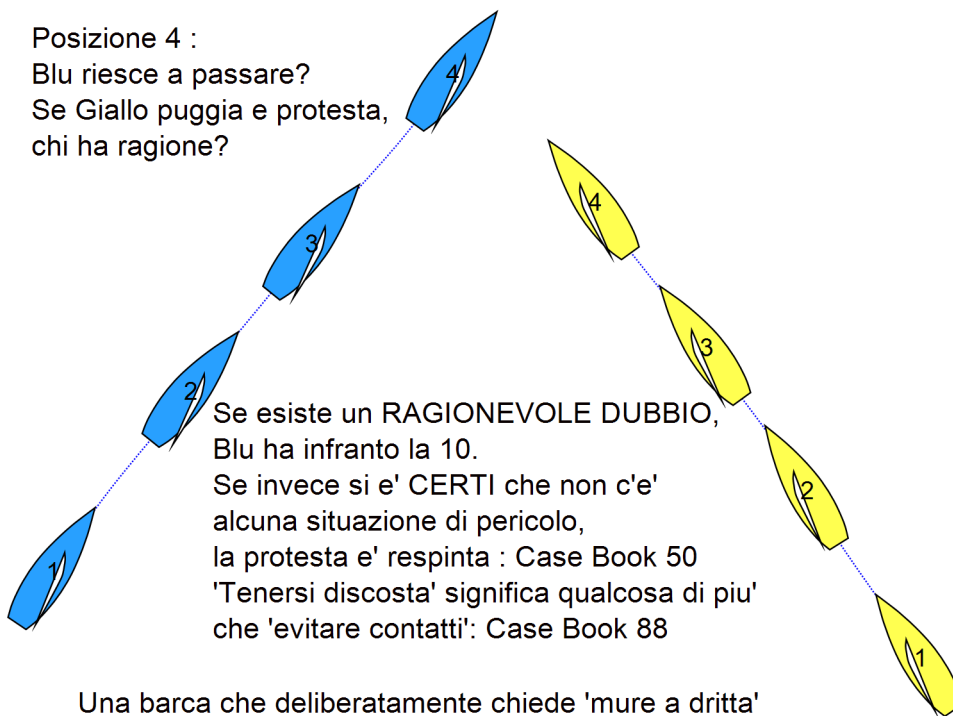 Posizione 4 :
Blu riesce a passare?
Se Giallo puggia e protesta,
chi ha ragione?
4
3
2
1
4
3
2
1
Se esiste un RAGIONEVOLE DUBBIO,
Blu ha infranto la 10.
Se invece si e' CERTI che non c'e'
alcuna situazione di pericolo,
la protesta e' respinta : Case Book 50
'Tenersi discosta' significa qualcosa di piu'
che 'evitare contatti': Case Book 88
Una barca che deliberatamente chiede 'mure a dritta'